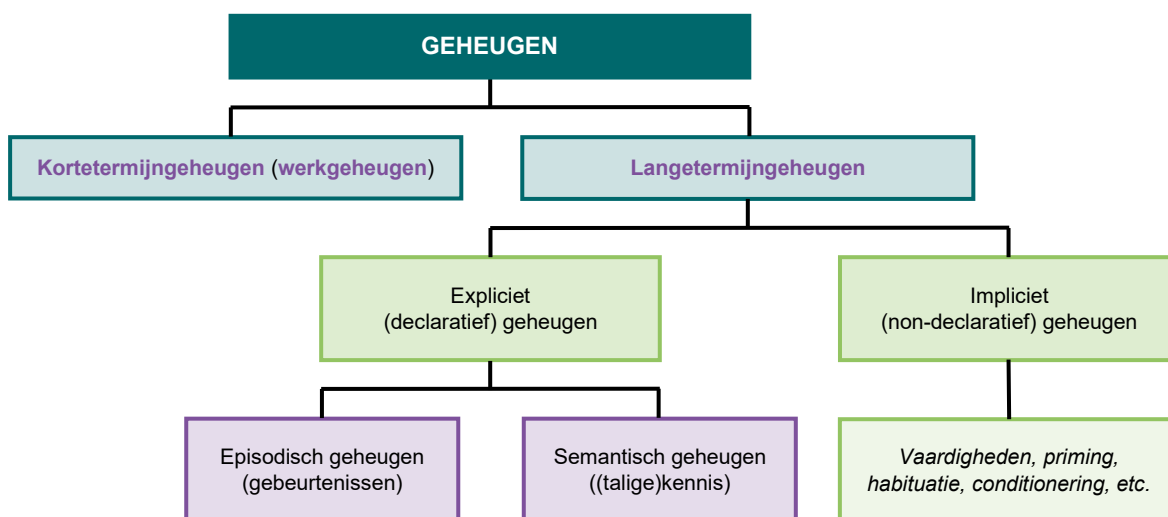 GEHEUGEN
Kortetermijngeheugen (werkgeheugen)
Langetermijngeheugen
Expliciet
(declaratief) geheugen
Impliciet
(non-declaratief) geheugen
Episodisch geheugen
(gebeurtenissen)
Semantisch geheugen
((talige)kennis)
Vaardigheden, priming,
habituatie, conditionering, etc.